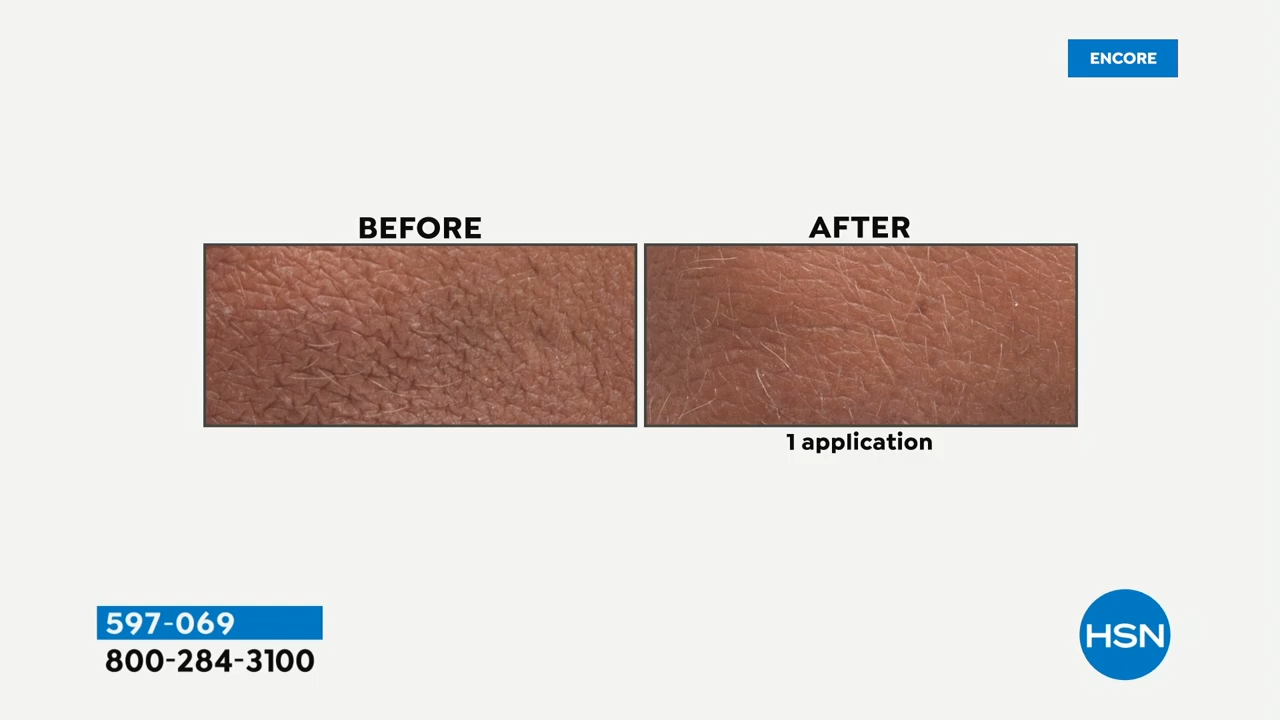 ENCORE
BEFORE
AFTER
1 application
597-069
800-284-3100
HSN